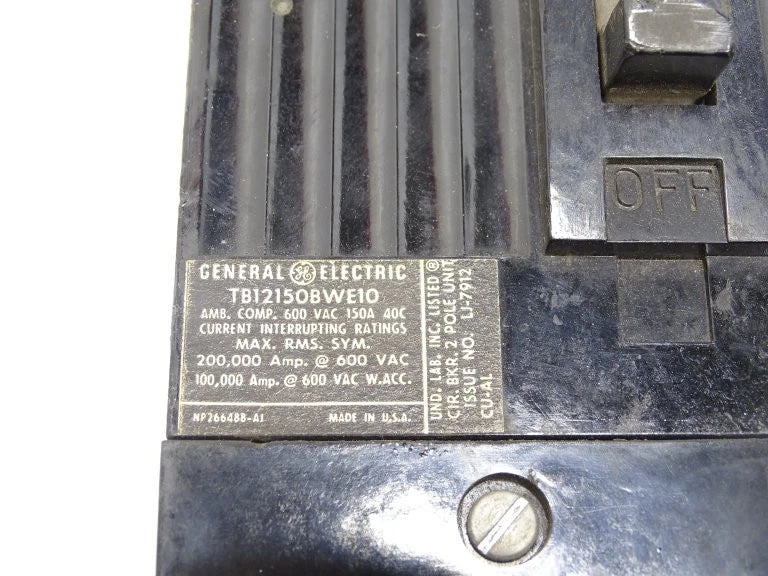 OFF
GENERAL GE ELECTRIC
TB12150BWE10
AMB. COMP. 600 VAC 150A 40C
CURRENT INTERRUPTING RATINGS
MAX. RMS. SYM.
200,000 Amp. @ 600 VAC
100,000 Amp. @ 600 VAC W.ACC.
NP266488-A1 MADE IN U.S.A.
UND. LAB. INC. LISTED ®
CIR. BKR. 2 POLE UNIT
ISSUE NO. LJ-7912
CU-AL